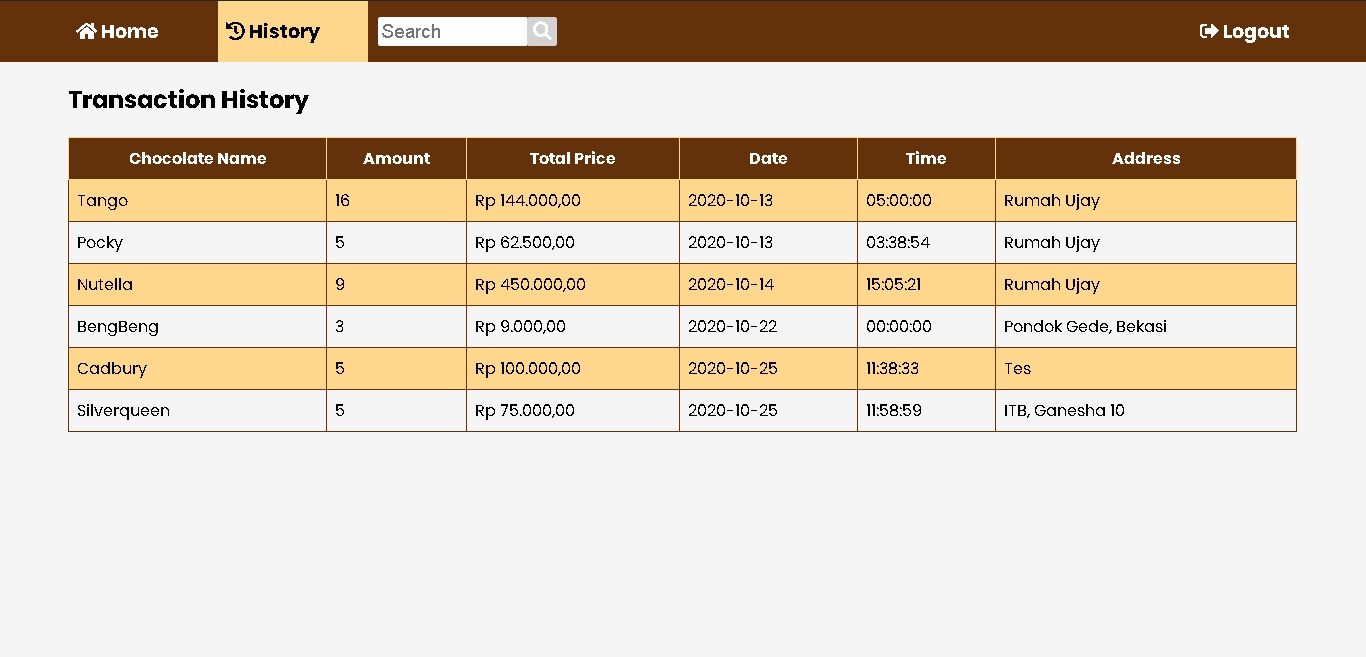 Home History Search Logout
Transaction History
Chocolate Name Amount Total Price Date Time Address
Tango 16 Rp 144.000,00 2020-10-13 05:00:00 Rumah Ujay
Pocky 5 Rp 62.500,00 2020-10-13 03:38:54 Rumah Ujay
Nutella 9 Rp 450.000,00 2020-10-14 15:05:21 Rumah Ujay
BengBeng 3 Rp 9.000,00 2020-10-22 00:00:00 Pondok Gede, Bekasi
Cadbury 5 Rp 100.000,00 2020-10-25 11:38:33 Tes
Silverqueen 5 Rp 75.000,00 2020-10-25 11:58:59 ITB, Ganesha 10